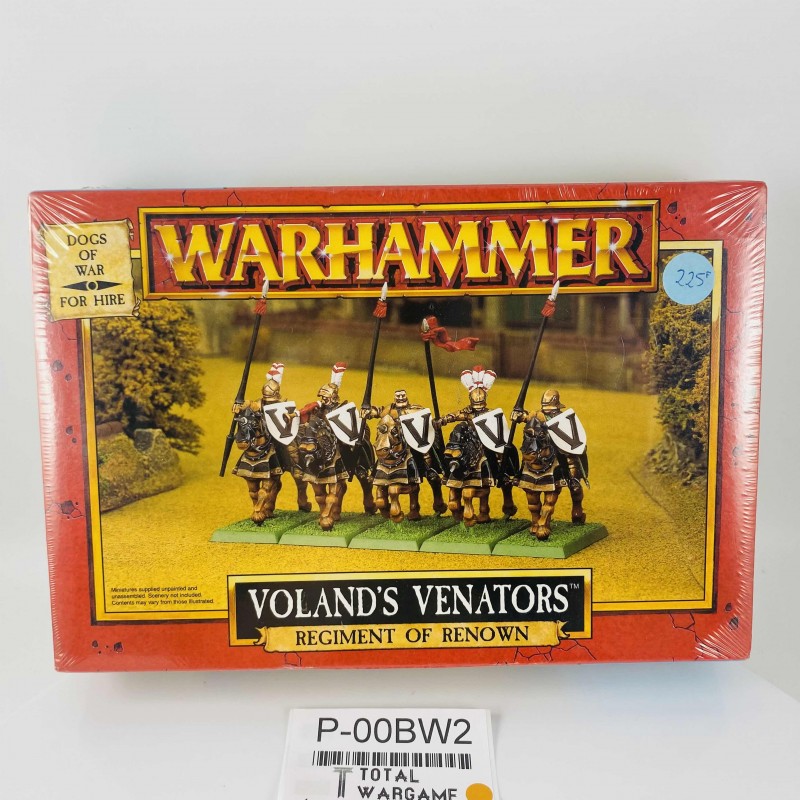 DOGS
OF
WAR
FOR HIRE
WARHAMMER®
225F
V V V V V
Miniatures supplied unpainted and
unassembled. Scenery not included.
Contents may vary from those illustrated.
VOLAND'S VENATORS™
REGIMENT OF RENOWN
P-00BW2
TOTAL
WARGAME